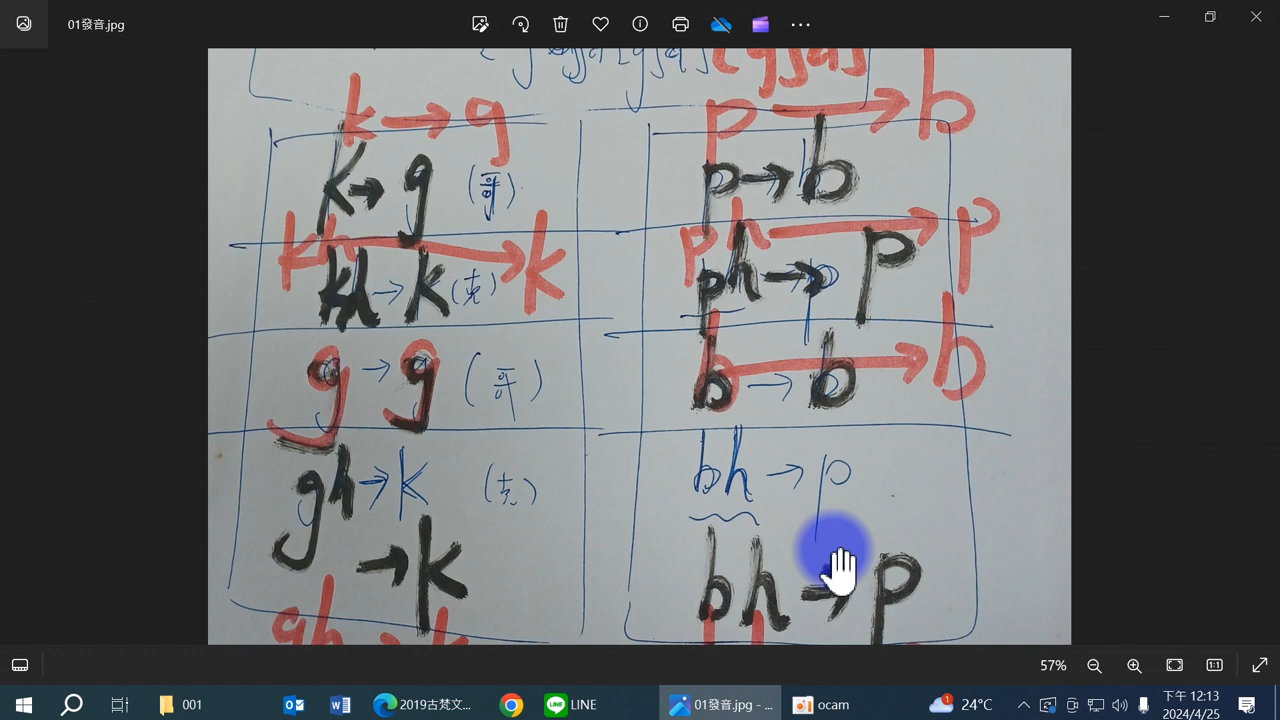 01發音.jpg
k→g
k→g (哥)
kh→k
kh→k (克)
g→g (哥)
gh→k (克)
→k
gh→k
p→b
p→b
ph→p
ph→p p
b→b
b→b
bh→p
bh→p
57%
001
2019古梵文...
LINE
01發音.jpg - ...
ocam
1
24°C
下午 12:13
2024/4/25